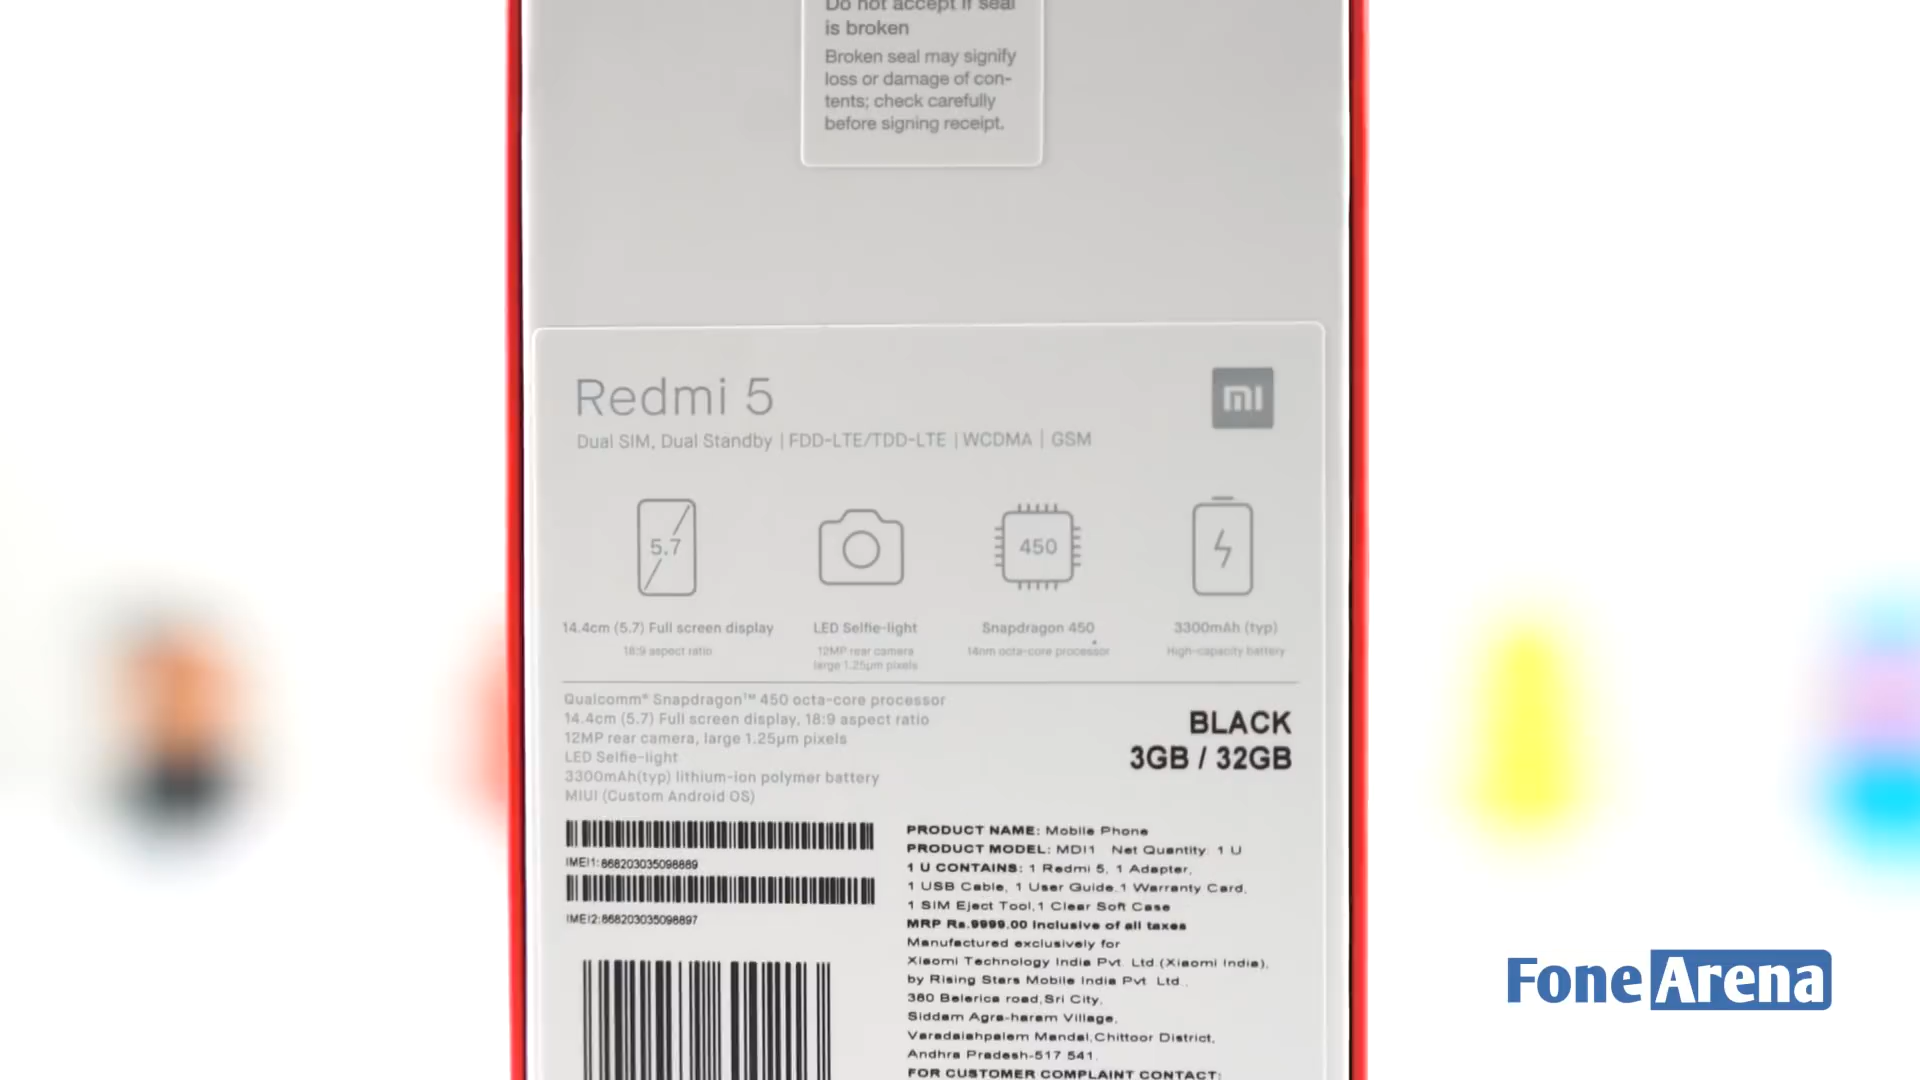 Do not accept if seal
is broken
Broken seal may signify
loss or damage of con-
tents; check carefully
before signing receipt.
Redmi 5
mi
Dual SIM, Dual Standby | FDD-LTE/TDD-LTE | WCDMA | GSM
5.7
450
14.4cm (5.7) Full screen display
18:9 aspect ratio
LED Selfie-light
12MP rear camera
large 1.25µm pixels
Snapdragon 450
14nm octa-core processor
3300mAh (typ)
High-capacity battery
Qualcomm® Snapdragon™ 450 octa-core processor
14.4cm (5.7) Full screen display, 18:9 aspect ratio
12MP rear camera, large 1.25µm pixels
LED Selfie-light
3300mAh(typ) lithium-ion polymer battery
MIUI (Custom Android OS)
BLACK
3GB / 32GB
IMEI1:868203035098889
IMEI2:868203035098897
PRODUCT NAME: Mobile Phone
PRODUCT MODEL: MDI1 Net Quantity: 1 U
1 U CONTAINS: 1 Redmi 5, 1 Adapter,
1 USB Cable, 1 User Guide,1 Warranty Card,
1 SIM Eject Tool,1 Clear Soft Case
MRP Rs.9999.00 Inclusive of all taxes
Manufactured exclusively for
Xiaomi Technology India Pvt. Ltd.(Xiaomi India),
by Rising Stars Mobile India Pvt. Ltd.,
380 Belerica road,Sri City,
Siddam Agra-haram Village,
Varadaiahpalem Mandal,Chittoor District,
Andhra Pradesh-517 541.
FOR CUSTOMER COMPLAINT CONTACT:
FoneArena